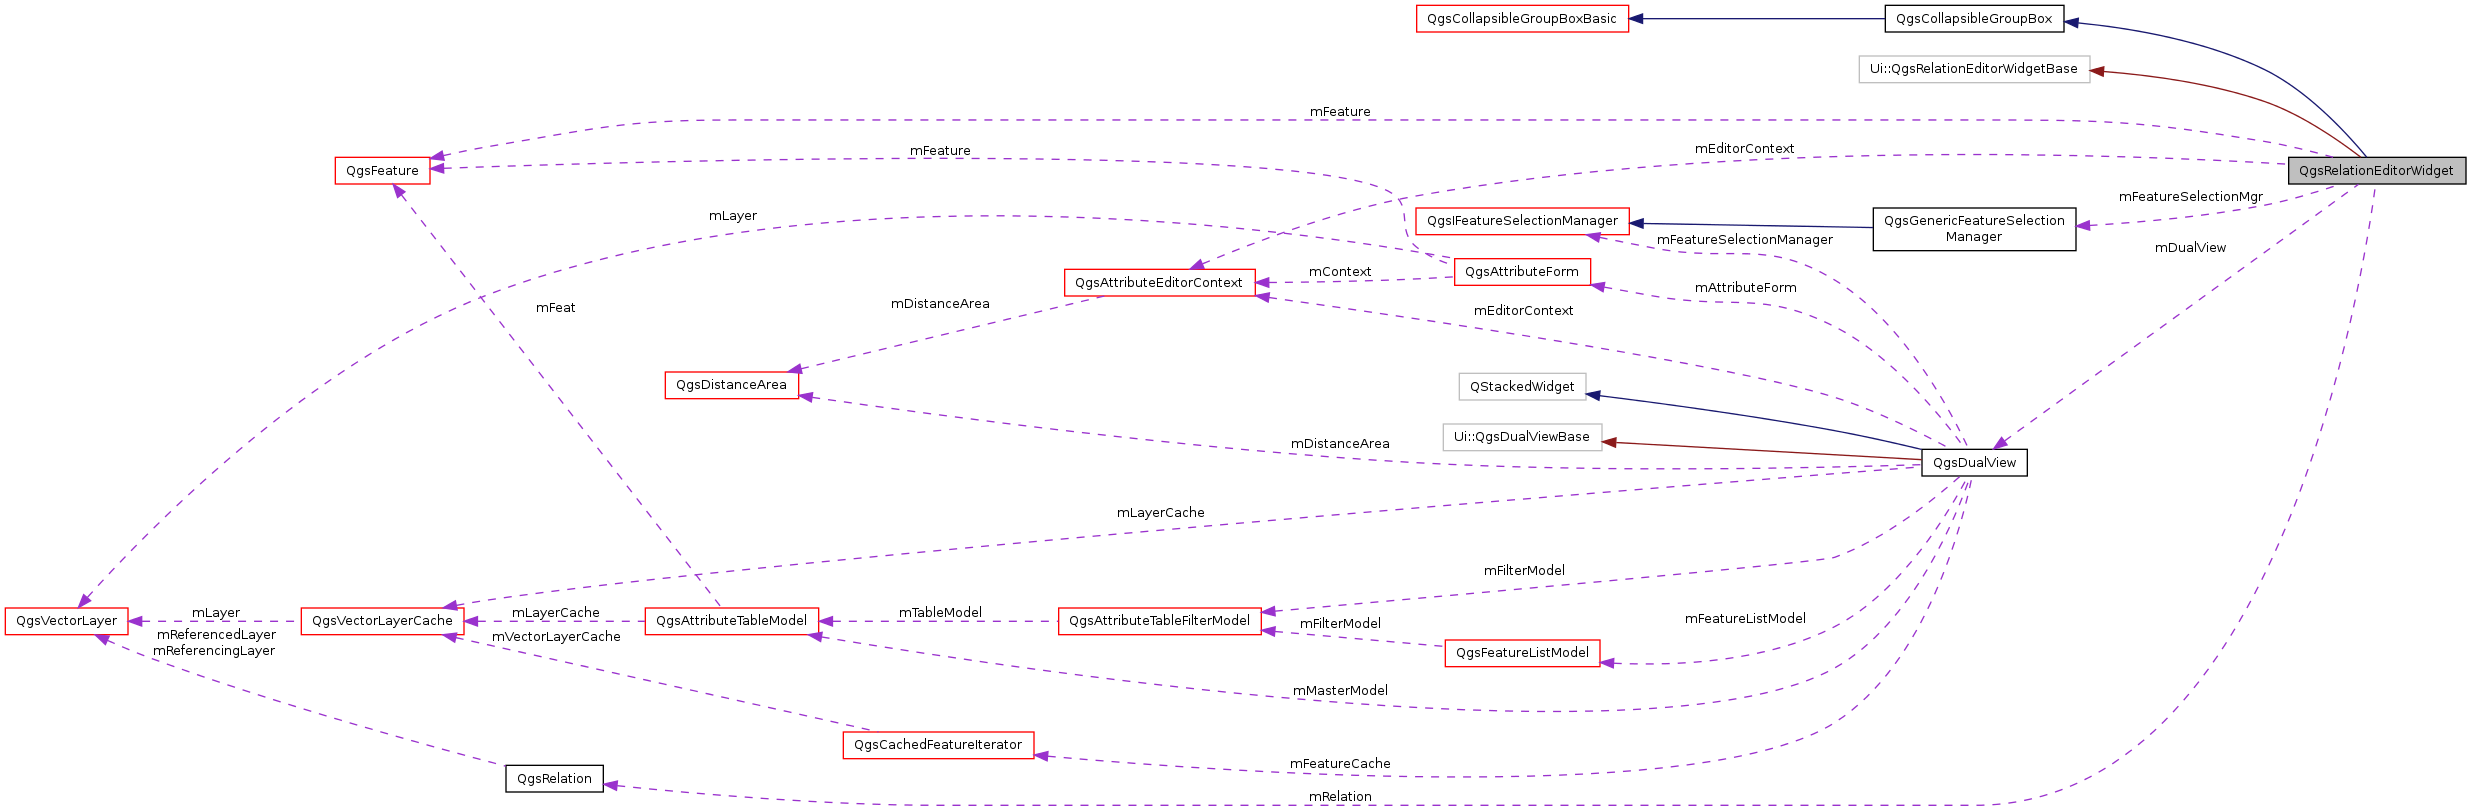 QgsCollapsibleGroupBoxBasic
QgsCollapsibleGroupBox
Ui::QgsRelationEditorWidgetBase
mFeature
mFeature
mEditorContext
QgsFeature
QgsRelationEditorWidget
mFeatureSelectionMgr
mLayer
QgsIFeatureSelectionManager
QgsGenericFeatureSelection
Manager
mFeatureSelectionManager
mDualView
QgsAttributeForm
mContext
QgsAttributeEditorContext
mAttributeForm
mDistanceArea
mFeat
mEditorContext
QgsDistanceArea
QStackedWidget
Ui::QgsDualViewBase
mDistanceArea
QgsDualView
mLayerCache
mFilterModel
mLayer
mLayerCache
mTableModel
QgsVectorLayer
QgsVectorLayerCache
QgsAttributeTableModel
QgsAttributeTableFilterModel
mFilterModel
mFeatureListModel
mReferencedLayer
mReferencingLayer
mVectorLayerCache
QgsFeatureListModel
mMasterModel
QgsCachedFeatureIterator
mFeatureCache
QgsRelation
mRelation